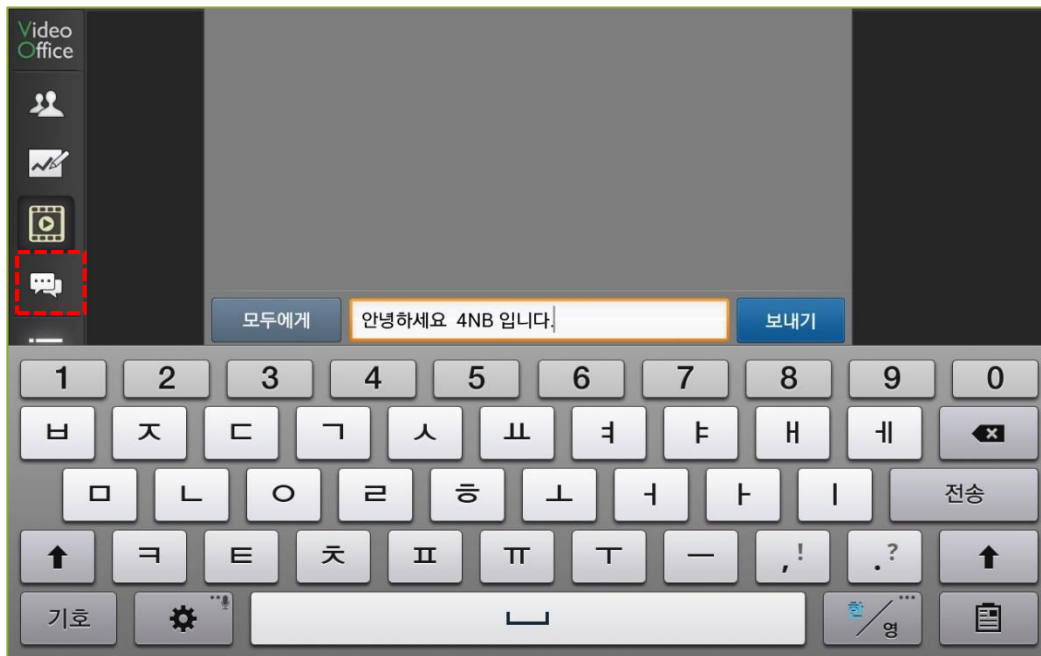 Video
Office
모두에게 안녕하세요  4NB 입니다. 보내기
1 2 3 4 5 6 7 8 9 0
ㅂ ㅈ ㄷ ㄱ ㅅ ㅛ ㅕ ㅑ ㅐ ㅔ
ㅁ ㄴ ㅇ ㄹ ㅎ ㅗ ㅓ ㅏ ㅣ 전송
ㅋ ㅌ ㅊ ㅍ ㅠ ㅜ ㅡ , ! . ?
기호 한/영